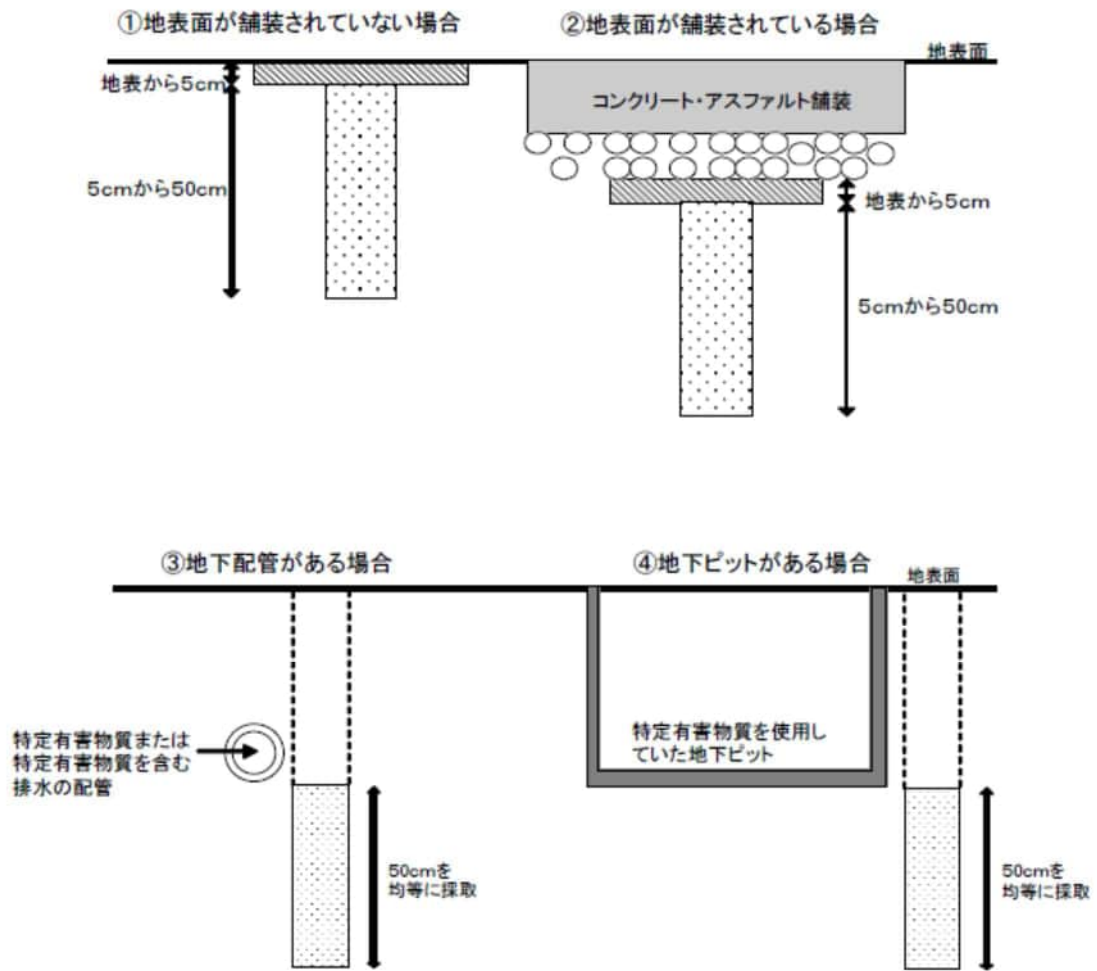 ①地表面が舗装されていない場合
②地表面が舗装されている場合
地表面
地表から5cm
コンクリート・アスファルト舗装
5cmから50cm
地表から5cm
5cmから50cm
③地下配管がある場合
④地下ピットがある場合
地表面
特定有害物質または
特定有害物質を含む
排水の配管
特定有害物質を使用し
ていた地下ピット
50cmを
均等に採取
50cmを
均等に採取